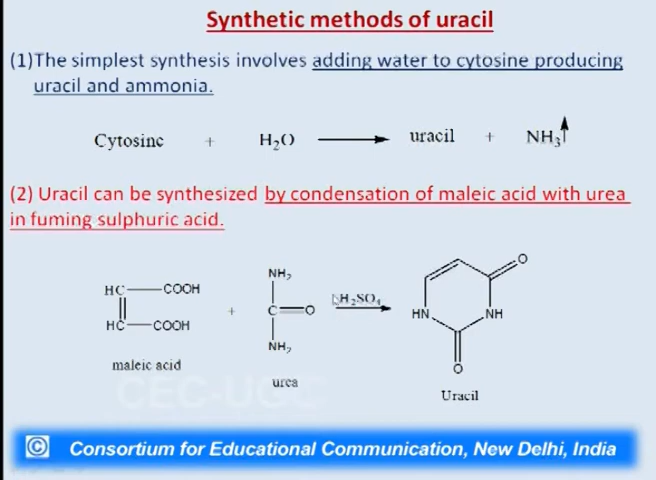 Synthetic methods of uracil
(1)The simplest synthesis involves adding water to cytosine producing
uracil and ammonia.
Cytosine + H₂O uracil + NH₃
(2) Uracil can be synthesized by condensation of maleic acid with urea
in fuming sulphuric acid.
HC COOH
HC COOH
maleic acid
+
NH₂
C O
NH₂
urea
H₂SO₄
O
HN NH
O
Uracil
CEC-UGC
© Consortium for Educational Communication, New Delhi, India